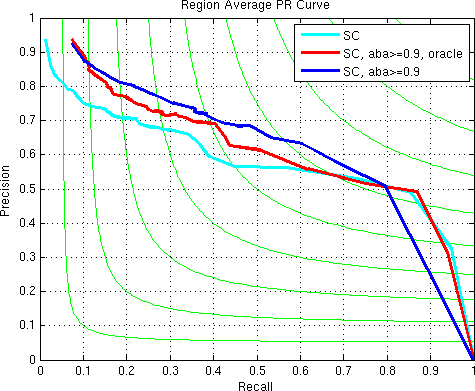 Region Average PR Curve
SC
SC, aba>=0.9, oracle
SC, aba>=0.9
Precision
1
0.9
0.8
0.7
0.6
0.5
0.4
0.3
0.2
0.1
0
0 0.1 0.2 0.3 0.4 0.5 0.6 0.7 0.8 0.9
Recall